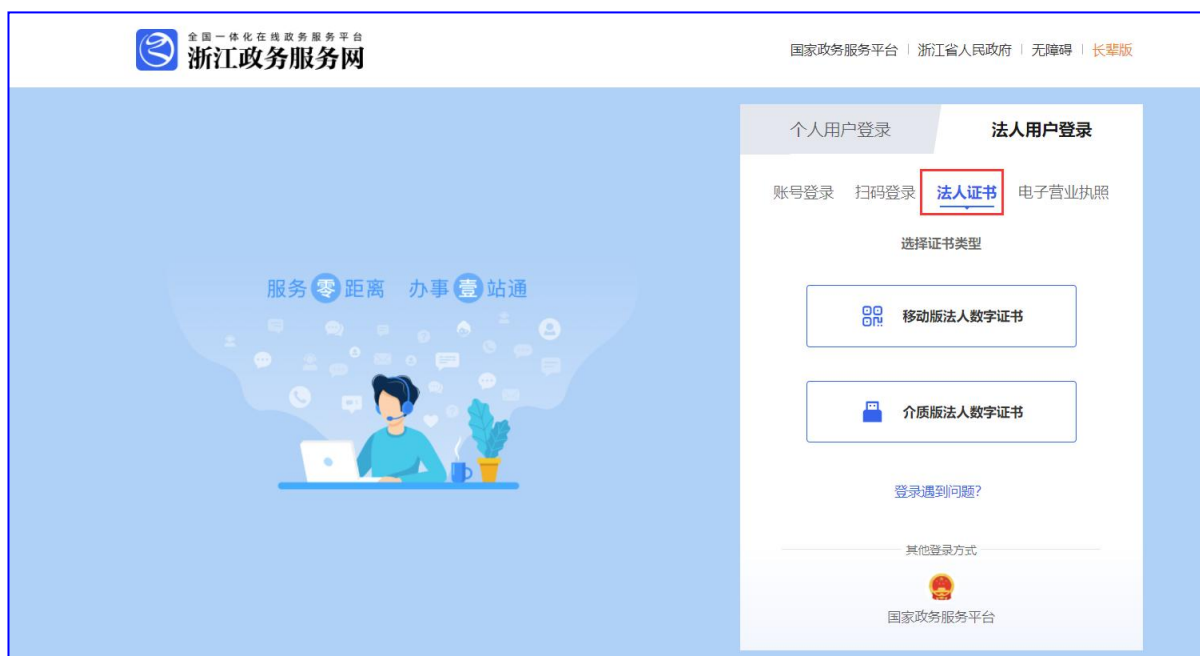 全国一体化在线政务服务平台
浙江政务服务网
国家政务服务平台 | 浙江省人民政府 | 无障碍 | 长辈版
个人用户登录 法人用户登录
账号登录 扫码登录 法人证书 电子营业执照
选择证书类型
服务零距离 办事壹站通
移动版法人数字证书
介质版法人数字证书
登录遇到问题?
其他登录方式
国家政务服务平台